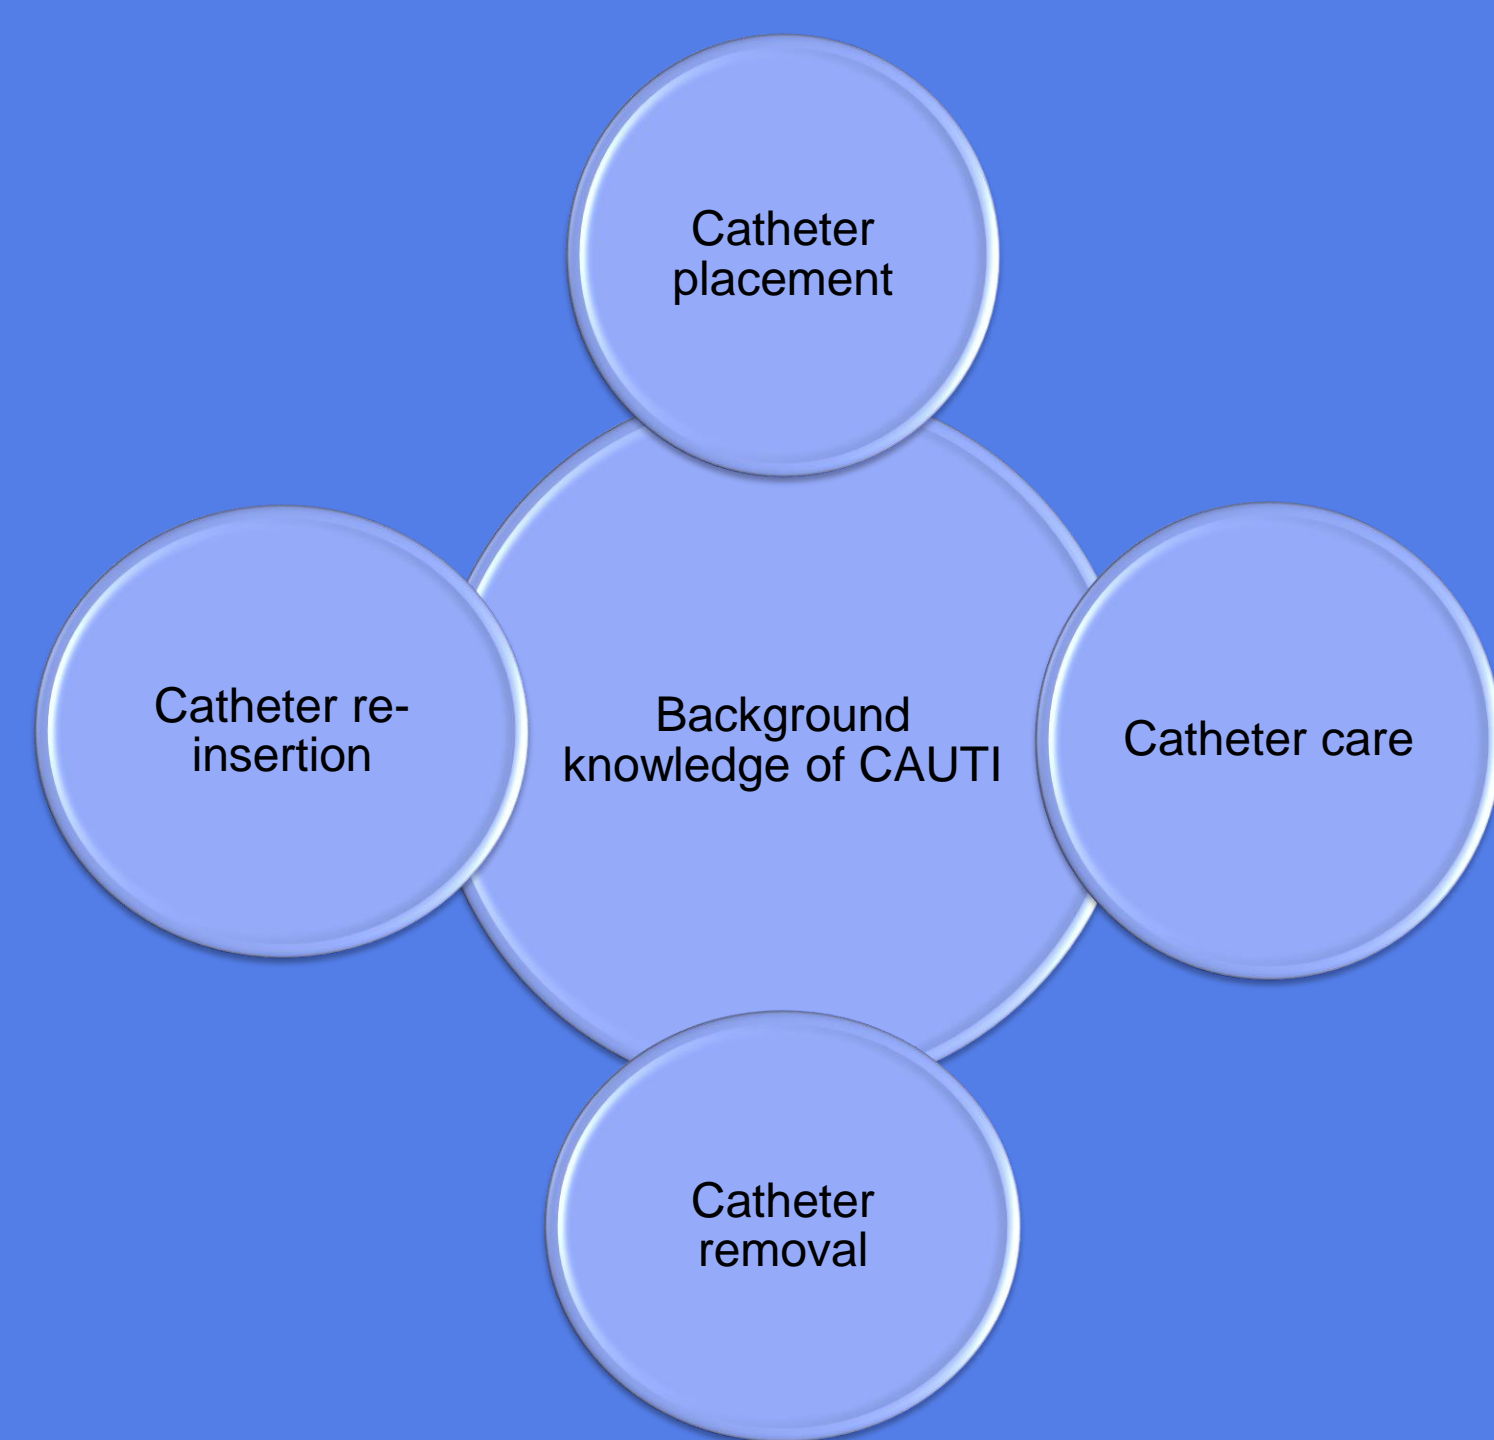 Catheter
placement
Catheter re-
insertion
Background
knowledge of CAUTI
Catheter care
Catheter
removal